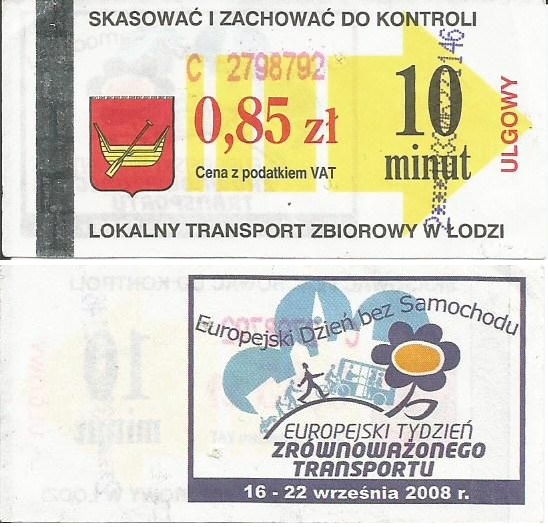 SKASOWAĆ I ZACHOWAĆ DO KONTROLI
C 2798792
0,85 zł
Cena z podatkiem VAT
10
minut
ULGOWY
146
LOKALNY TRANSPORT ZBIOROWY W ŁODZI
Europejski Dzień bez Samochodu
EUROPEJSKI TYDZIEŃ
ZRÓWNOWAŻONEGO
TRANSPORTU
16 - 22 września 2008 r.